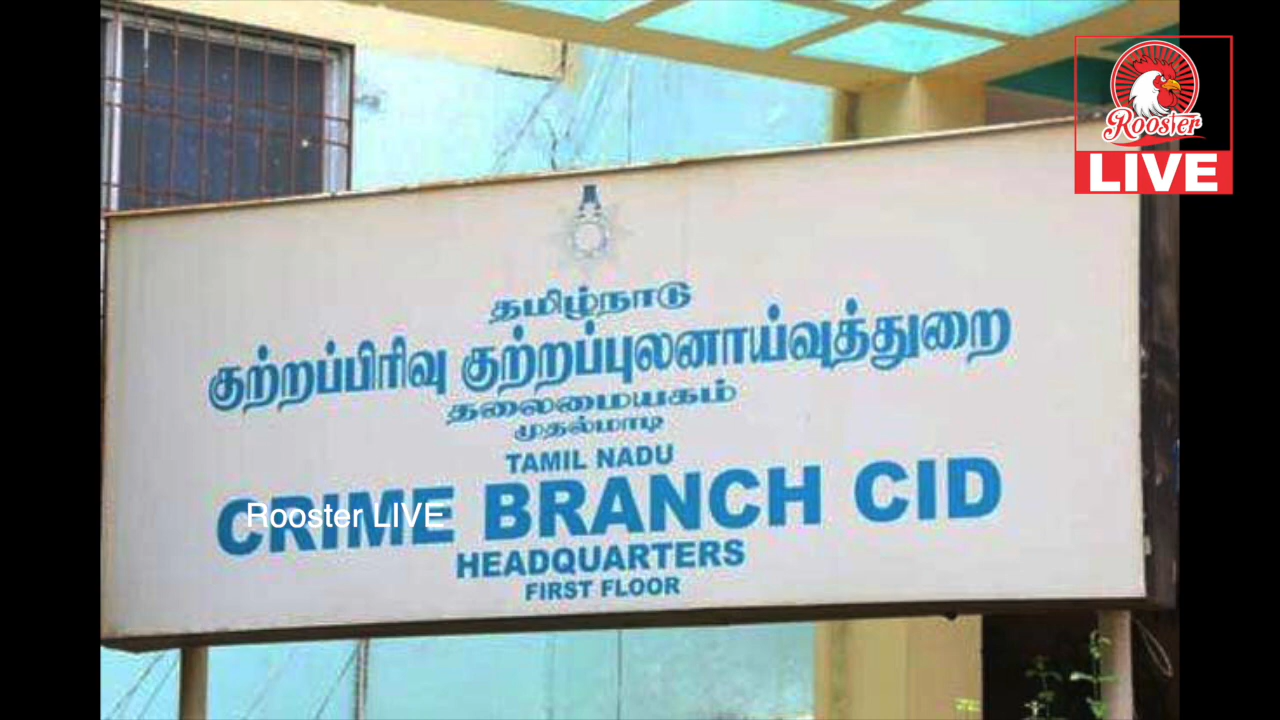 Rooster
LIVE
தமிழ்நாடு
குற்றப்பிரிவு குற்றப்புலனாய்வுத்துறை
தலைமையகம்
முதல்மாடி
TAMIL NADU
CRIME BRANCH CID
Rooster LIVE
HEADQUARTERS
FIRST FLOOR